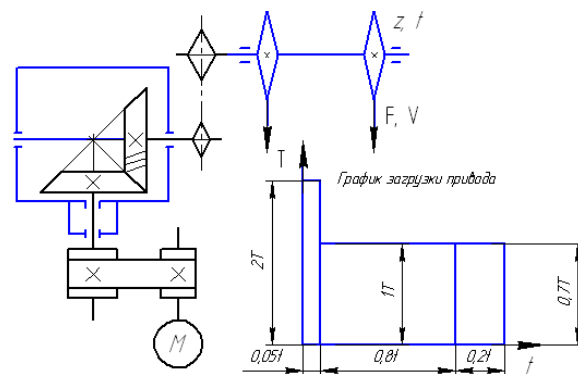 z, t
F, V
T
График загрузки привода
2T
1T
0,7T
0,05t
0,8t
0,2t
t
M